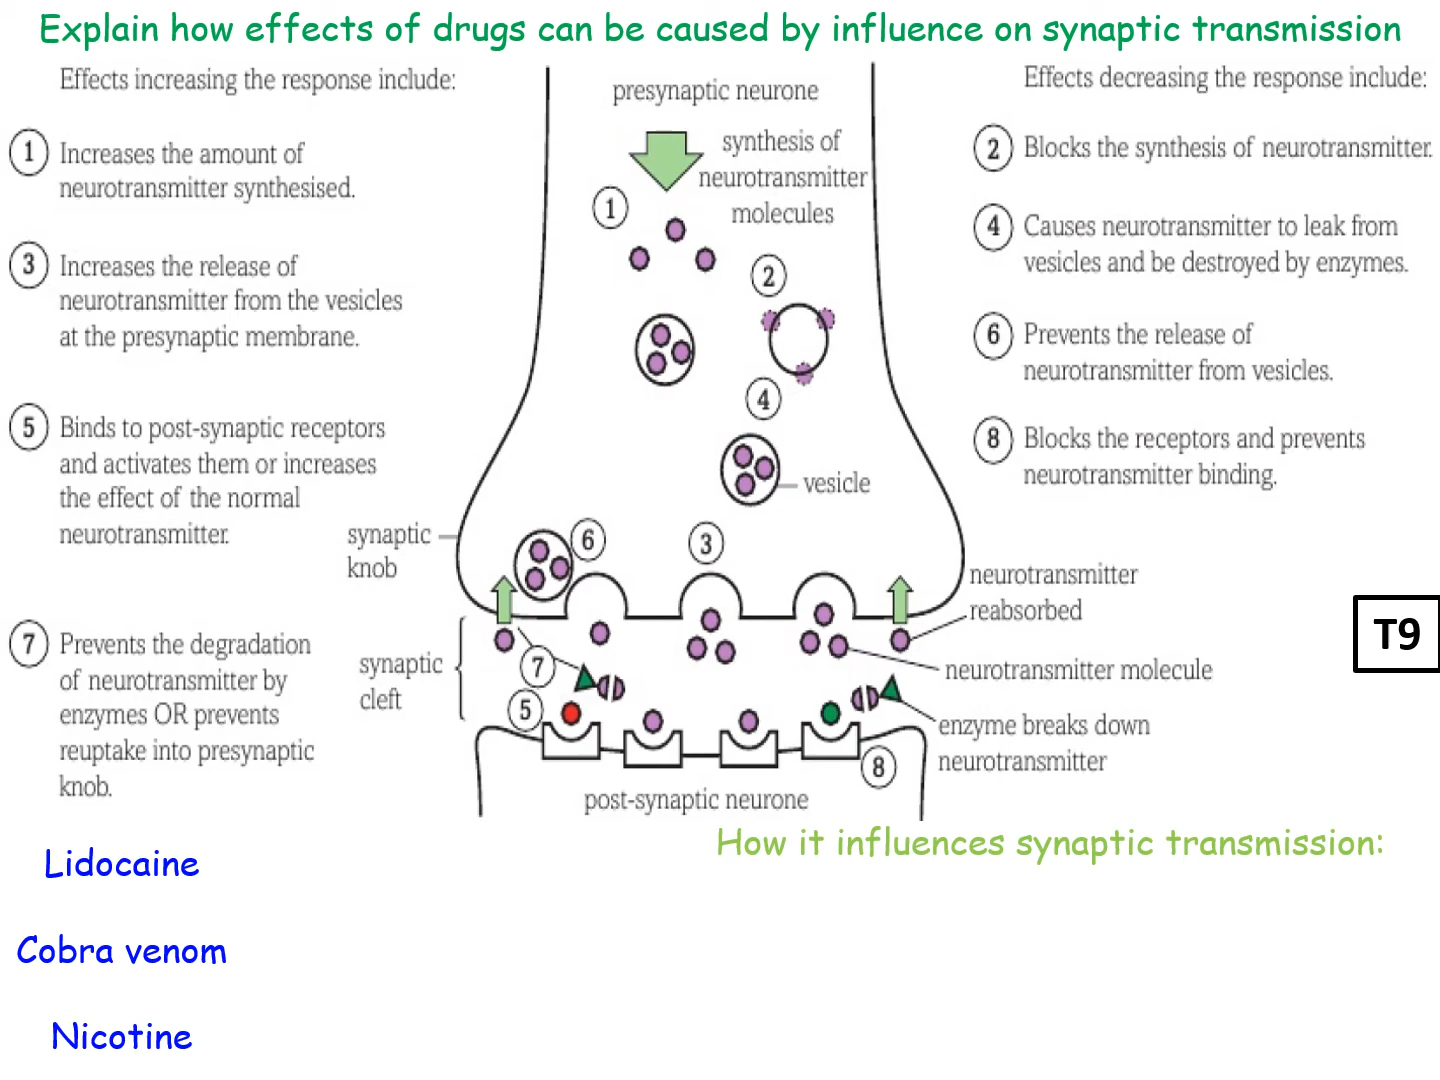 Explain how effects of drugs can be caused by influence on synaptic transmission
Effects increasing the response include:
1 Increases the amount of
neurotransmitter synthesised.
3 Increases the release of
neurotransmitter from the vesicles
at the presynaptic membrane.
5 Binds to post-synaptic receptors
and activates them or increases
the effect of the normal
neurotransmitter.
7 Prevents the degradation
of neurotransmitter by
enzymes OR prevents
reuptake into presynaptic
knob.
presynaptic neurone
synthesis of
neurotransmitter
molecules
1
2
4
vesicle
synaptic
knob
6
3
neurotransmitter
reabsorbed
synaptic
cleft
7
neurotransmitter molecule
5
enzyme breaks down
neurotransmitter
8
post-synaptic neurone
Effects decreasing the response include:
2 Blocks the synthesis of neurotransmitter.
4 Causes neurotransmitter to leak from
vesicles and be destroyed by enzymes.
6 Prevents the release of
neurotransmitter from vesicles.
8 Blocks the receptors and prevents
neurotransmitter binding.
T9
How it influences synaptic transmission:
Lidocaine
Cobra venom
Nicotine